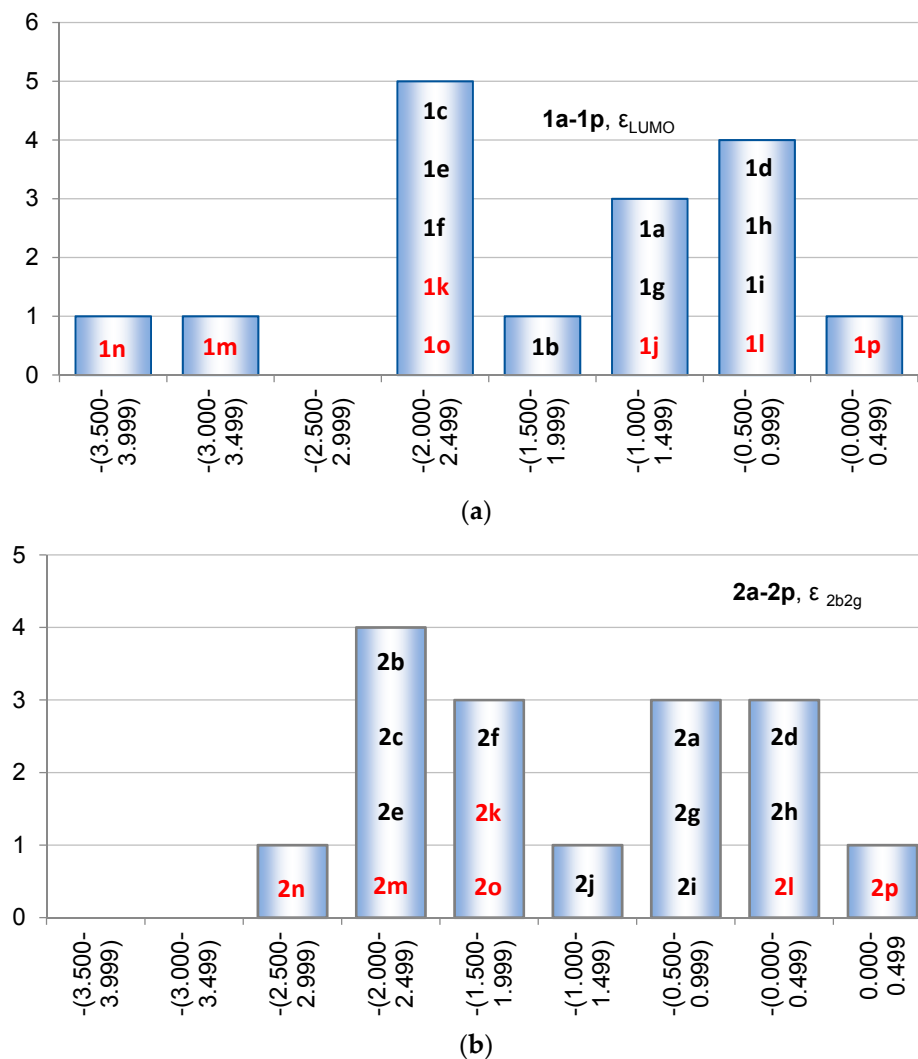 6
5
4
3
2
1
0
1a-1p, εLUMO
1c
1e
1f
1k
1o
1d
1h
1i
1l
1a
1g
1j
1n
1m
1b
1p
-(3.500-
3.999)
-(3.000-
3.499)
-(2.500-
2.999)
-(2.000-
2.499)
-(1.500-
1.999)
-(1.000-
1.499)
-(0.500-
0.999)
-(0.000-
0.499)
(a)
5
4
3
2
1
0
2a-2p, ε 2b2g
2b
2c
2e
2m
2f
2k
2o
2a
2g
2i
2d
2h
2l
2n
2j
2p
-(3.500-
3.999)
-(3.000-
3.499)
-(2.500-
2.999)
-(2.000-
2.499)
-(1.500-
1.999)
-(1.000-
1.499)
-(0.500-
0.999)
-(0.000-
0.499)
0.000-
0.499
(b)